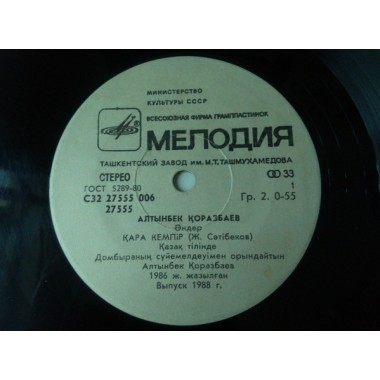 МИНИСТЕРСТВО
КУЛЬТУРЫ СССР
ВСЕСОЮЗНАЯ ФИРМА ГРАМПЛАСТИНОК
МЕЛОДИЯ
ТАШКЕНТСКИЙ ЗАВОД им. М.Т. ТАШМУХАМЕДОВА
СТЕРЕО
33
ГОСТ 5289-80
1
С32 27555 006
Гр. 2. 0-55
27555
АЛТЫНБЕК ҚОРАЗБАЕВ
Әндер
ҚАРА КЕМПІР (Ж. Сәтібеков)
Қазақ тілінде
Домбыраның сүйемелдеуімен орындайтын
Алтынбек Қоразбаев
1986 ж. жазылған
Выпуск 1988 г.